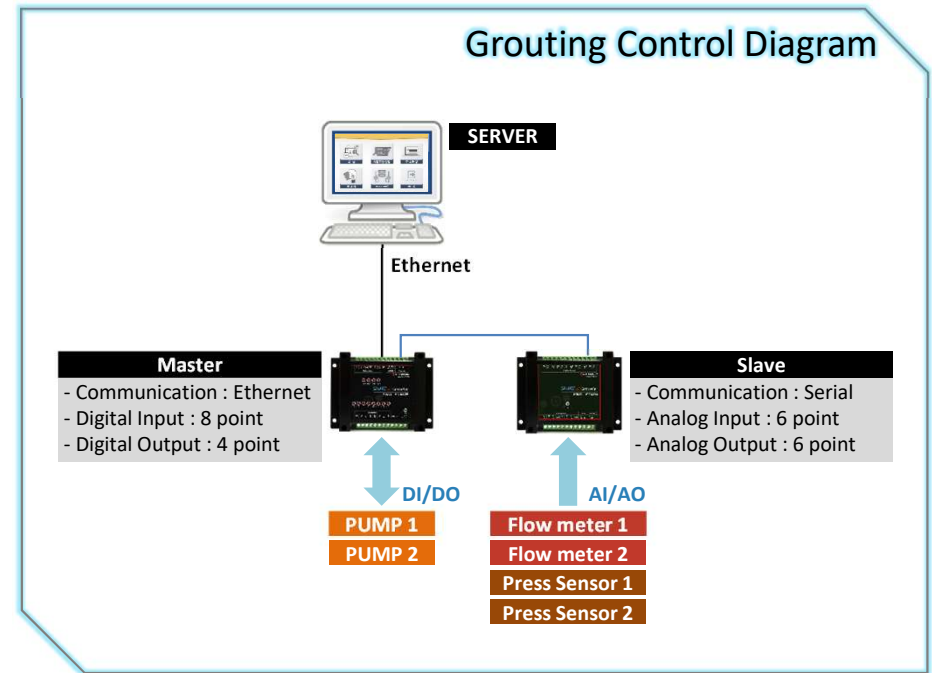 Grouting Control Diagram
SERVER
Ethernet
Master
- Communication : Ethernet
- Digital Input : 8 point
- Digital Output : 4 point
Slave
- Communication : Serial
- Analog Input : 6 point
- Analog Output : 6 point
DI/DO
AI/AO
PUMP 1
PUMP 2
Flow meter 1
Flow meter 2
Press Sensor 1
Press Sensor 2